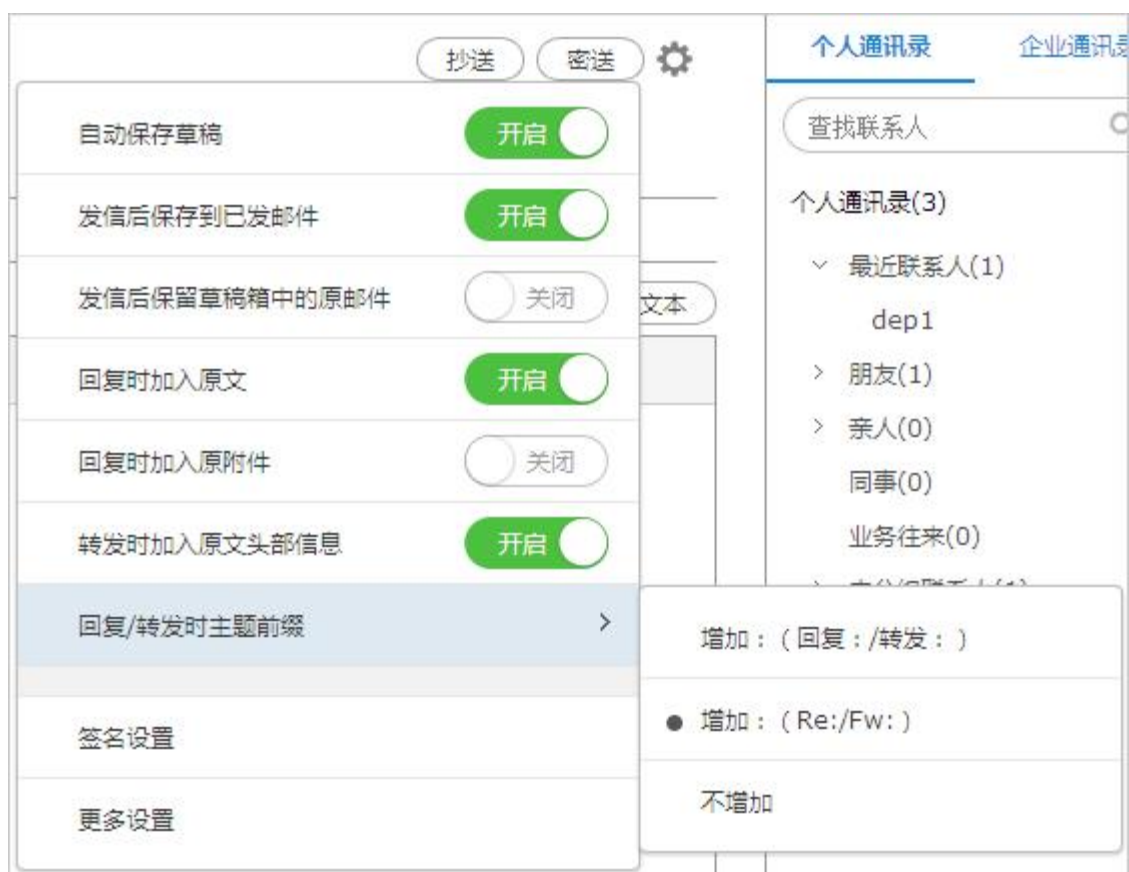 抄送 密送
自动保存草稿 开启
发信后保存到已发邮件 开启
发信后保留草稿箱中的原邮件 关闭
文本
回复时加入原文 开启
回复时加入原附件 关闭
转发时加入原文头部信息 开启
回复/转发时主题前缀
签名设置
更多设置
增加：( 回复：/转发： )
增加：( Re:/Fw: )
不增加
个人通讯录 企业通讯录
查找联系人
个人通讯录(3)
最近联系人(1)
dep1
朋友(1)
亲人(0)
同事(0)
业务往来(0)